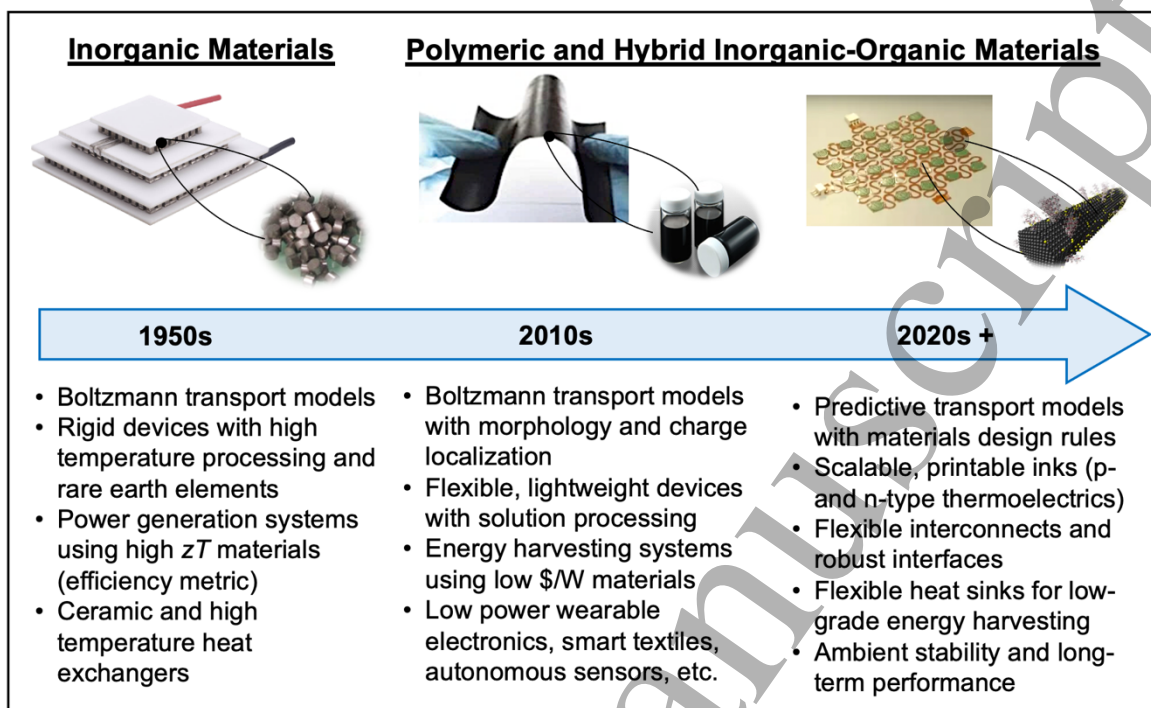 Inorganic Materials
Polymeric and Hybrid Inorganic-Organic Materials
1950s
2010s
2020s +
• Boltzmann transport models
• Rigid devices with high
temperature processing and
rare earth elements
• Power generation systems
using high zT materials
(efficiency metric)
• Ceramic and high
temperature heat
exchangers
• Boltzmann transport models
with morphology and charge
localization
• Flexible, lightweight devices
with solution processing
• Energy harvesting systems
using low $/W materials
• Low power wearable
electronics, smart textiles,
autonomous sensors, etc.
• Predictive transport models
with materials design rules
• Scalable, printable inks (p-
and n-type thermoelectrics)
• Flexible interconnects and
robust interfaces
• Flexible heat sinks for low-
grade energy harvesting
• Ambient stability and long-
term performance
anuscript